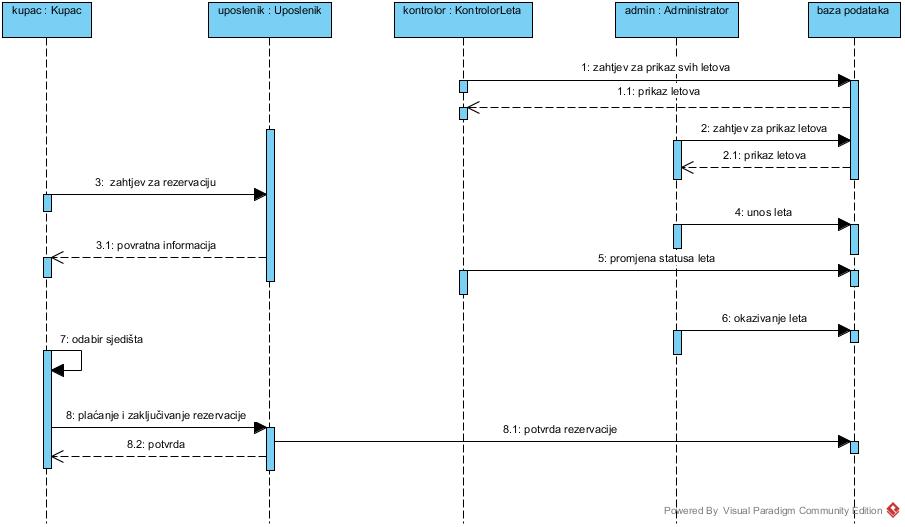 kupac : Kupac
uposlenik : Uposlenik
kontrolor : KontrolorLeta
admin : Administrator
baza podataka
1: zahtjev za prikaz svih letova
1.1: prikaz letova
2: zahtjev za prikaz letova
2.1: prikaz letova
3: zahtjev za rezervaciju
4: unos leta
3.1: povratna informacija
5: promjena statusa leta
6: okazivanje leta
7: odabir sjedišta
8: plaćanje i zaključivanje rezervacije
8.1: potvrda rezervacije
8.2: potvrda
Powered By Visual Paradigm Community Edition